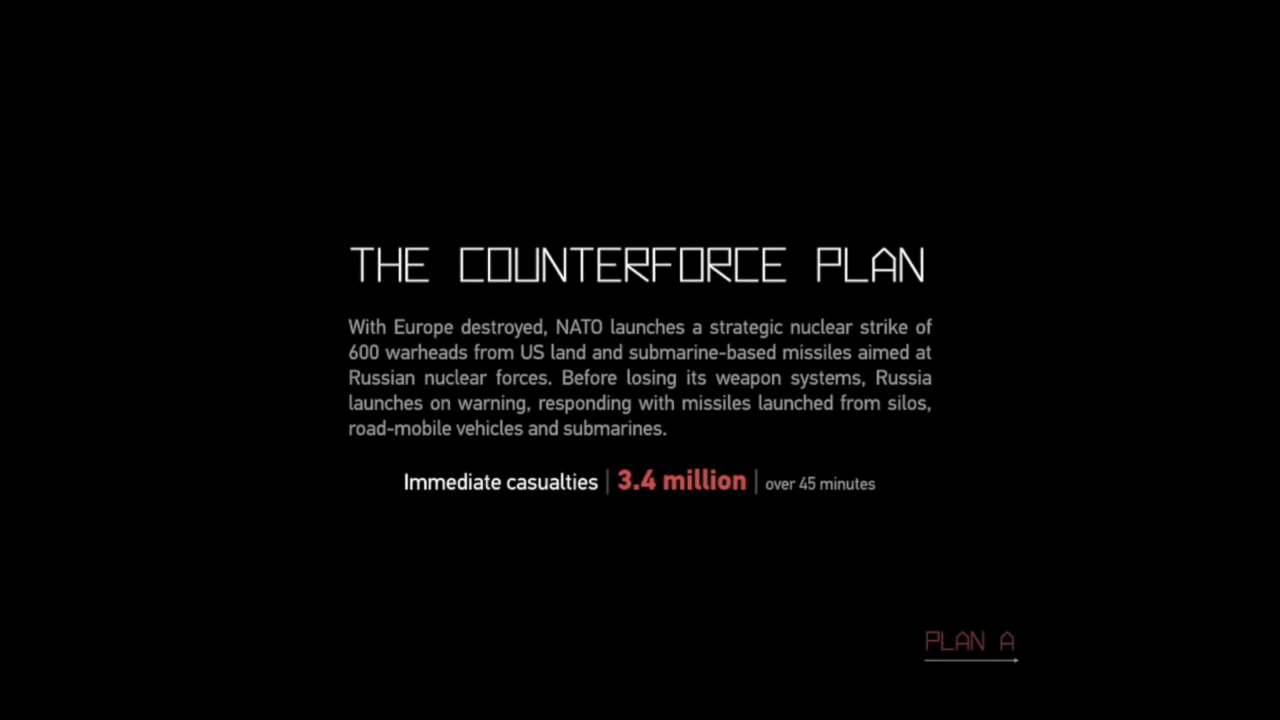 THE COUNTERFORCE PLAN
With Europe destroyed, NATO launches a strategic nuclear strike of
600 warheads from US land and submarine-based missiles aimed at
Russian nuclear forces. Before losing its weapon systems, Russia
launches on warning, responding with missiles launched from silos,
road-mobile vehicles and submarines.
Immediate casualties | 3.4 million | over 45 minutes
PLAN A